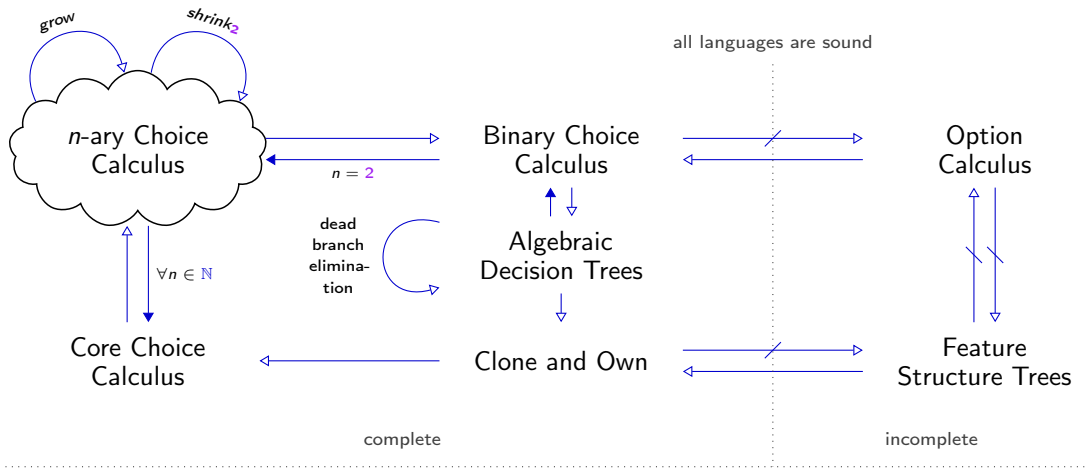 grow
shrink2
all languages are sound
n-ary Choice
Calculus
Binary Choice
Calculus
Option
Calculus
n = 2
dead
branch
elimina-
tion
Algebraic
Decision Trees
∀n ∈ ℕ
Core Choice
Calculus
Clone and Own
Feature
Structure Trees
complete
incomplete